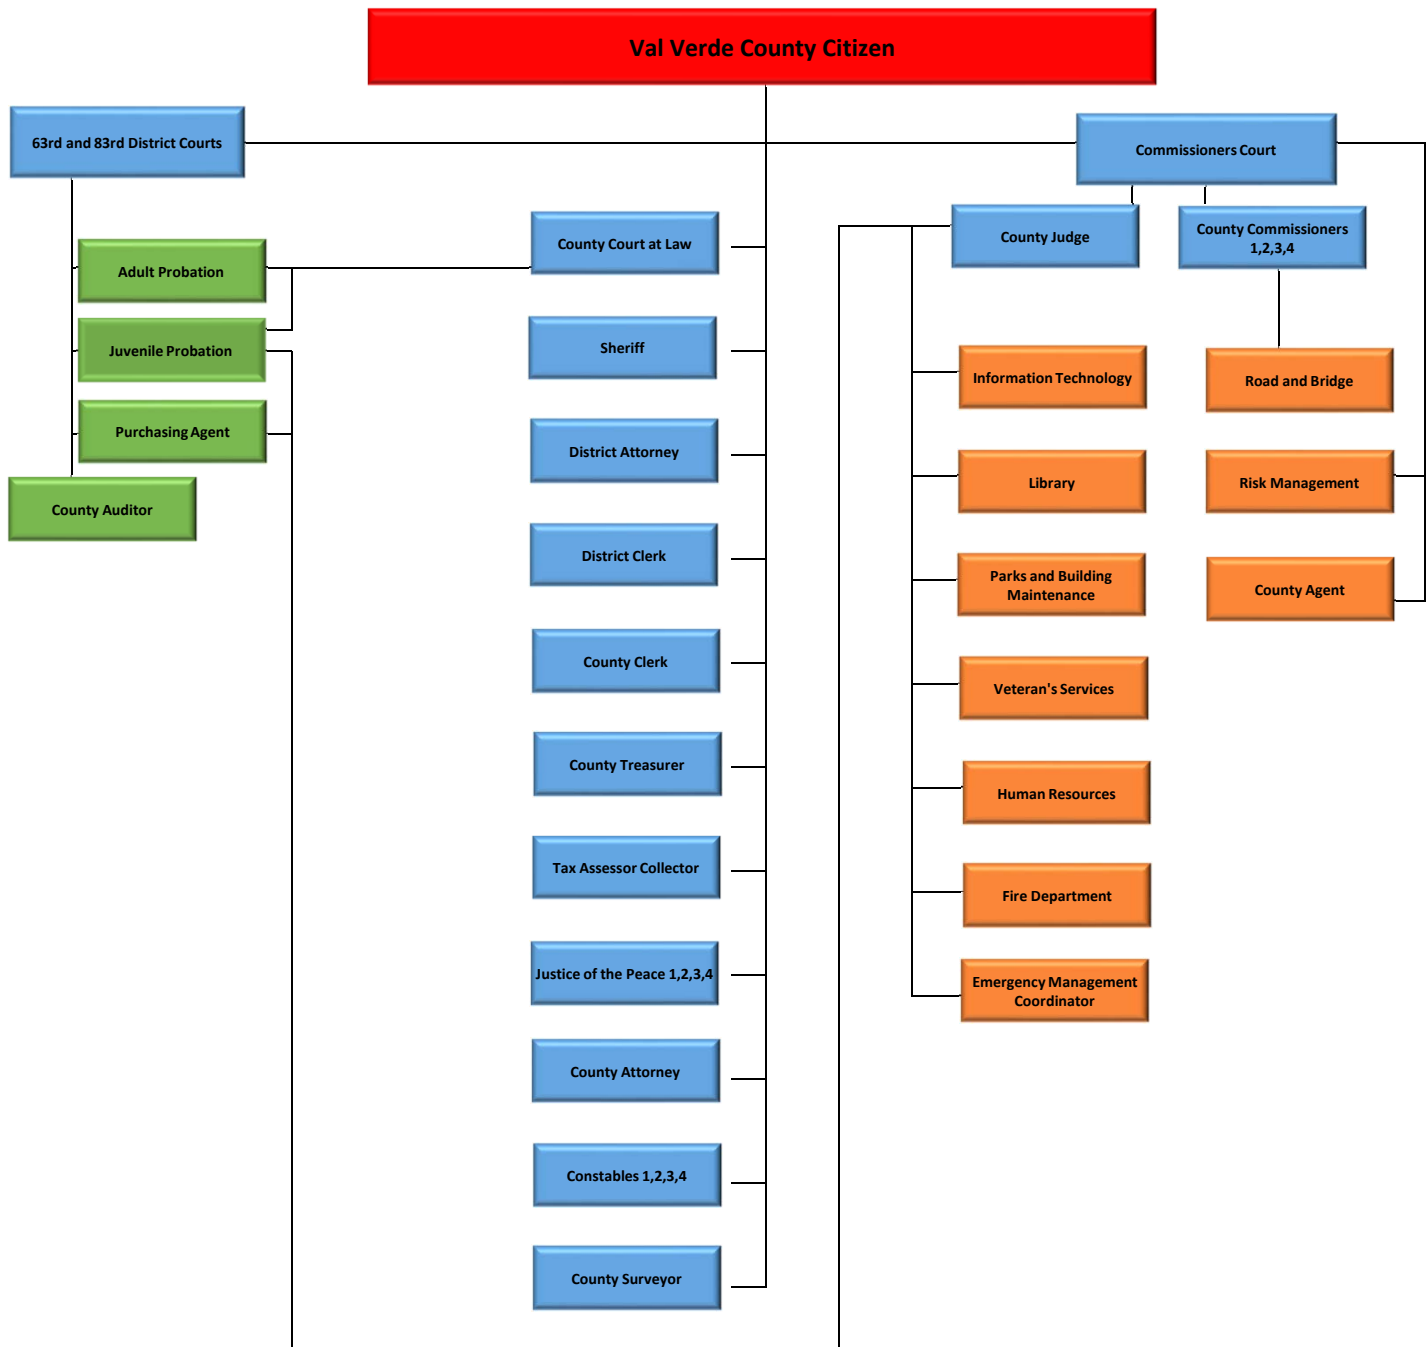 Val Verde County Citizen
63rd and 83rd District Courts
Commissioners Court
County Court at Law
County Judge
County Commissioners
1,2,3,4
Adult Probation
Juvenile Probation
Purchasing Agent
County Auditor
Sheriff
District Attorney
District Clerk
County Clerk
County Treasurer
Tax Assessor Collector
Justice of the Peace 1,2,3,4
County Attorney
Constables 1,2,3,4
County Surveyor
Information Technology
Library
Parks and Building
Maintenance
Veteran's Services
Human Resources
Fire Department
Emergency Management
Coordinator
Road and Bridge
Risk Management
County Agent